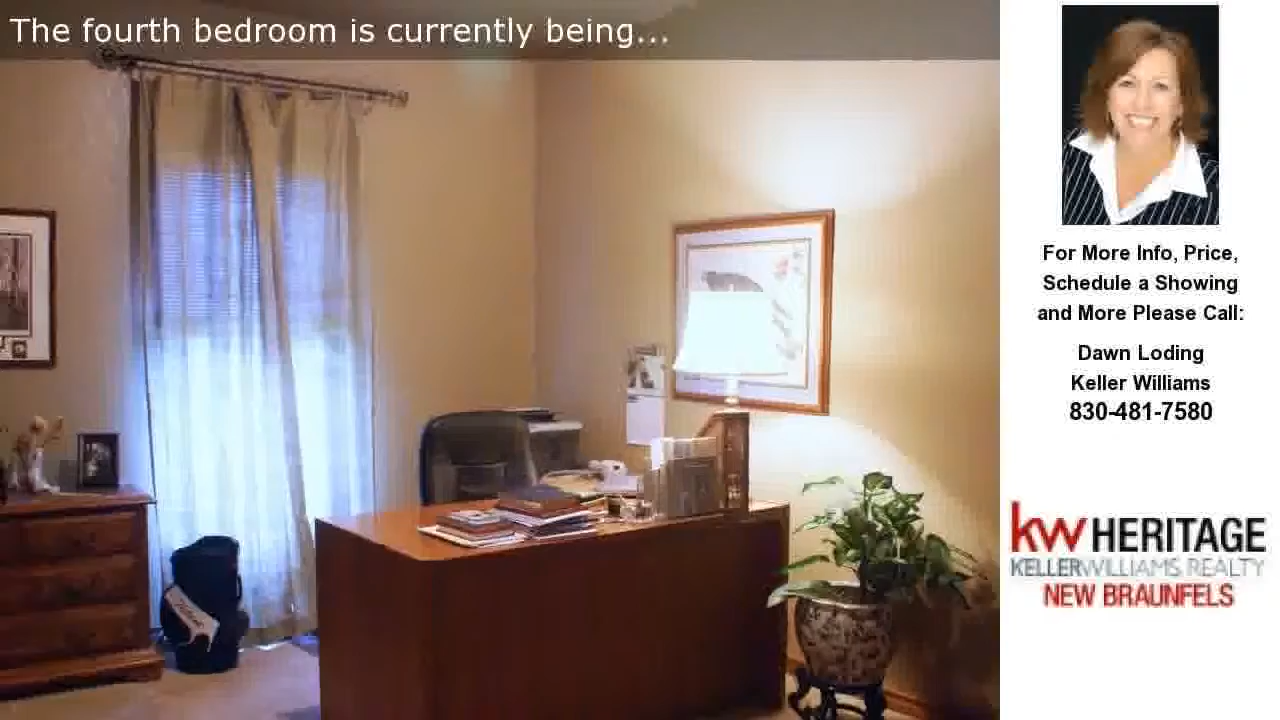 The fourth bedroom is currently being...
For More Info, Price,
Schedule a Showing
and More Please Call:
Dawn Loding
Keller Williams
830-481-7580
kw HERITAGE
KELLERWILLIAMS. REALTY
NEW BRAUNFELS